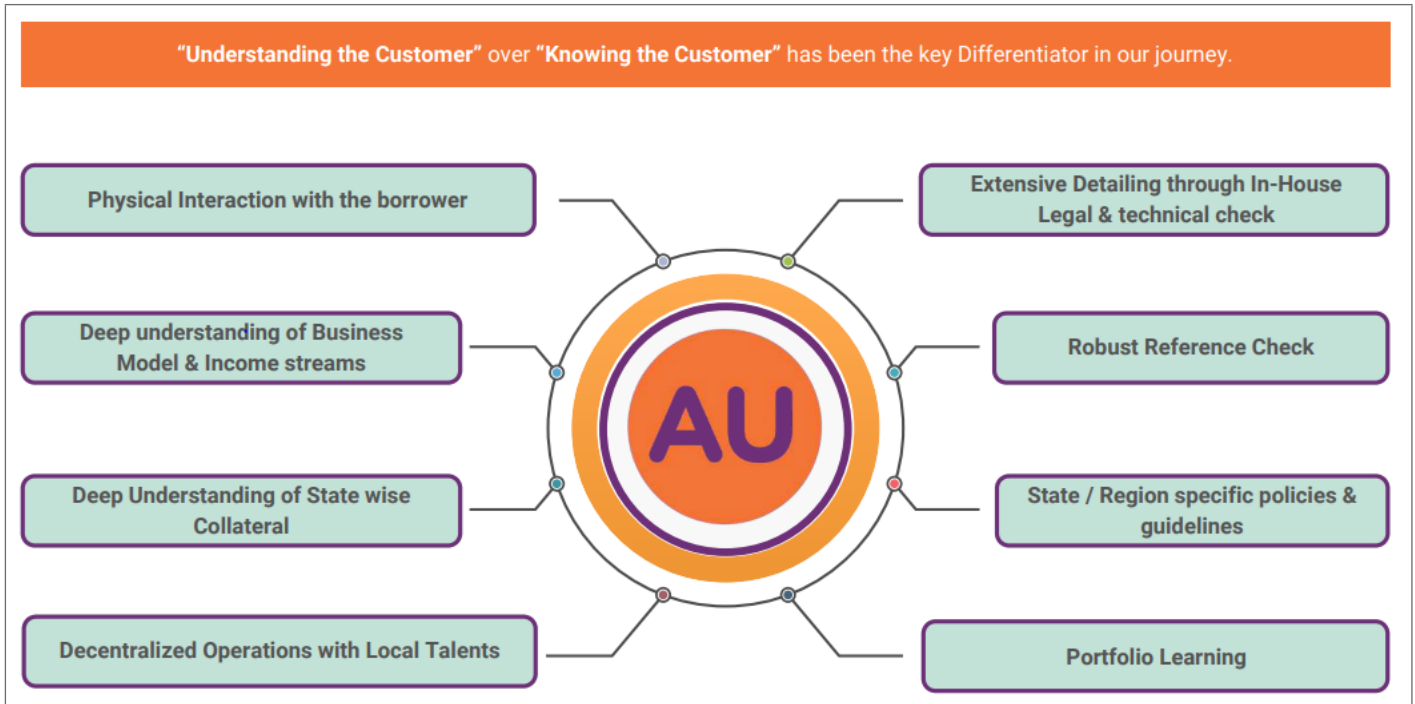 “Understanding the Customer” over “Knowing the Customer” has been the key Differentiator in our journey.
Physical Interaction with the borrower
Extensive Detailing through In-House
Legal & technical check
Deep understanding of Business
Model & Income streams
Robust Reference Check
AU
Deep Understanding of State wise
Collateral
State / Region specific policies &
guidelines
Decentralized Operations with Local Talents
Portfolio Learning